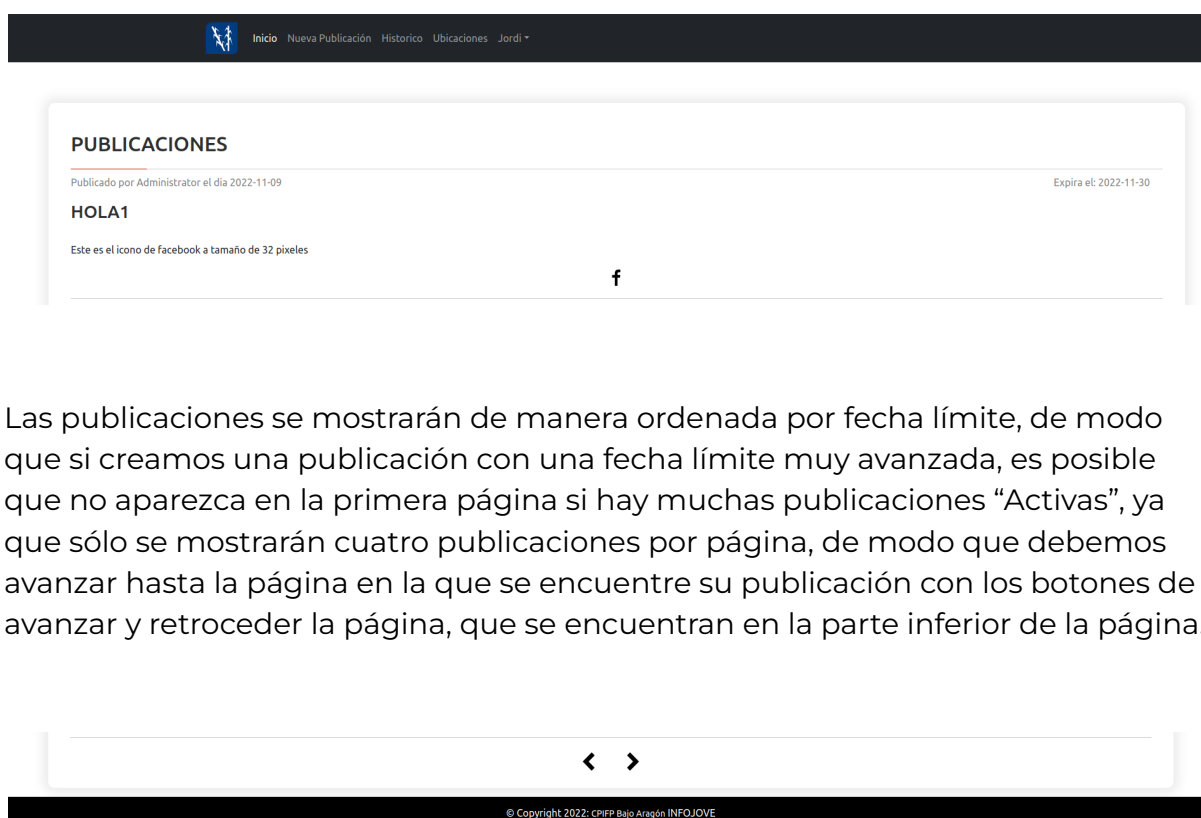 Inicio Nueva Publicación Historico Ubicaciones Jordi
PUBLICACIONES
Publicado por Administrator el dia 2022-11-09 Expira el: 2022-11-30
HOLA1
Este es el icono de facebook a tamaño de 32 pixeles
Las publicaciones se mostrarán de manera ordenada por fecha límite, de modo
que si creamos una publicación con una fecha límite muy avanzada, es posible
que no aparezca en la primera página si hay muchas publicaciones “Activas”, ya
que sólo se mostrarán cuatro publicaciones por página, de modo que debemos
avanzar hasta la página en la que se encuentre su publicación con los botones de
avanzar y retroceder la página, que se encuentran en la parte inferior de la página
© Copyright 2022: CPIFP Bajo Aragón INFOJOVE